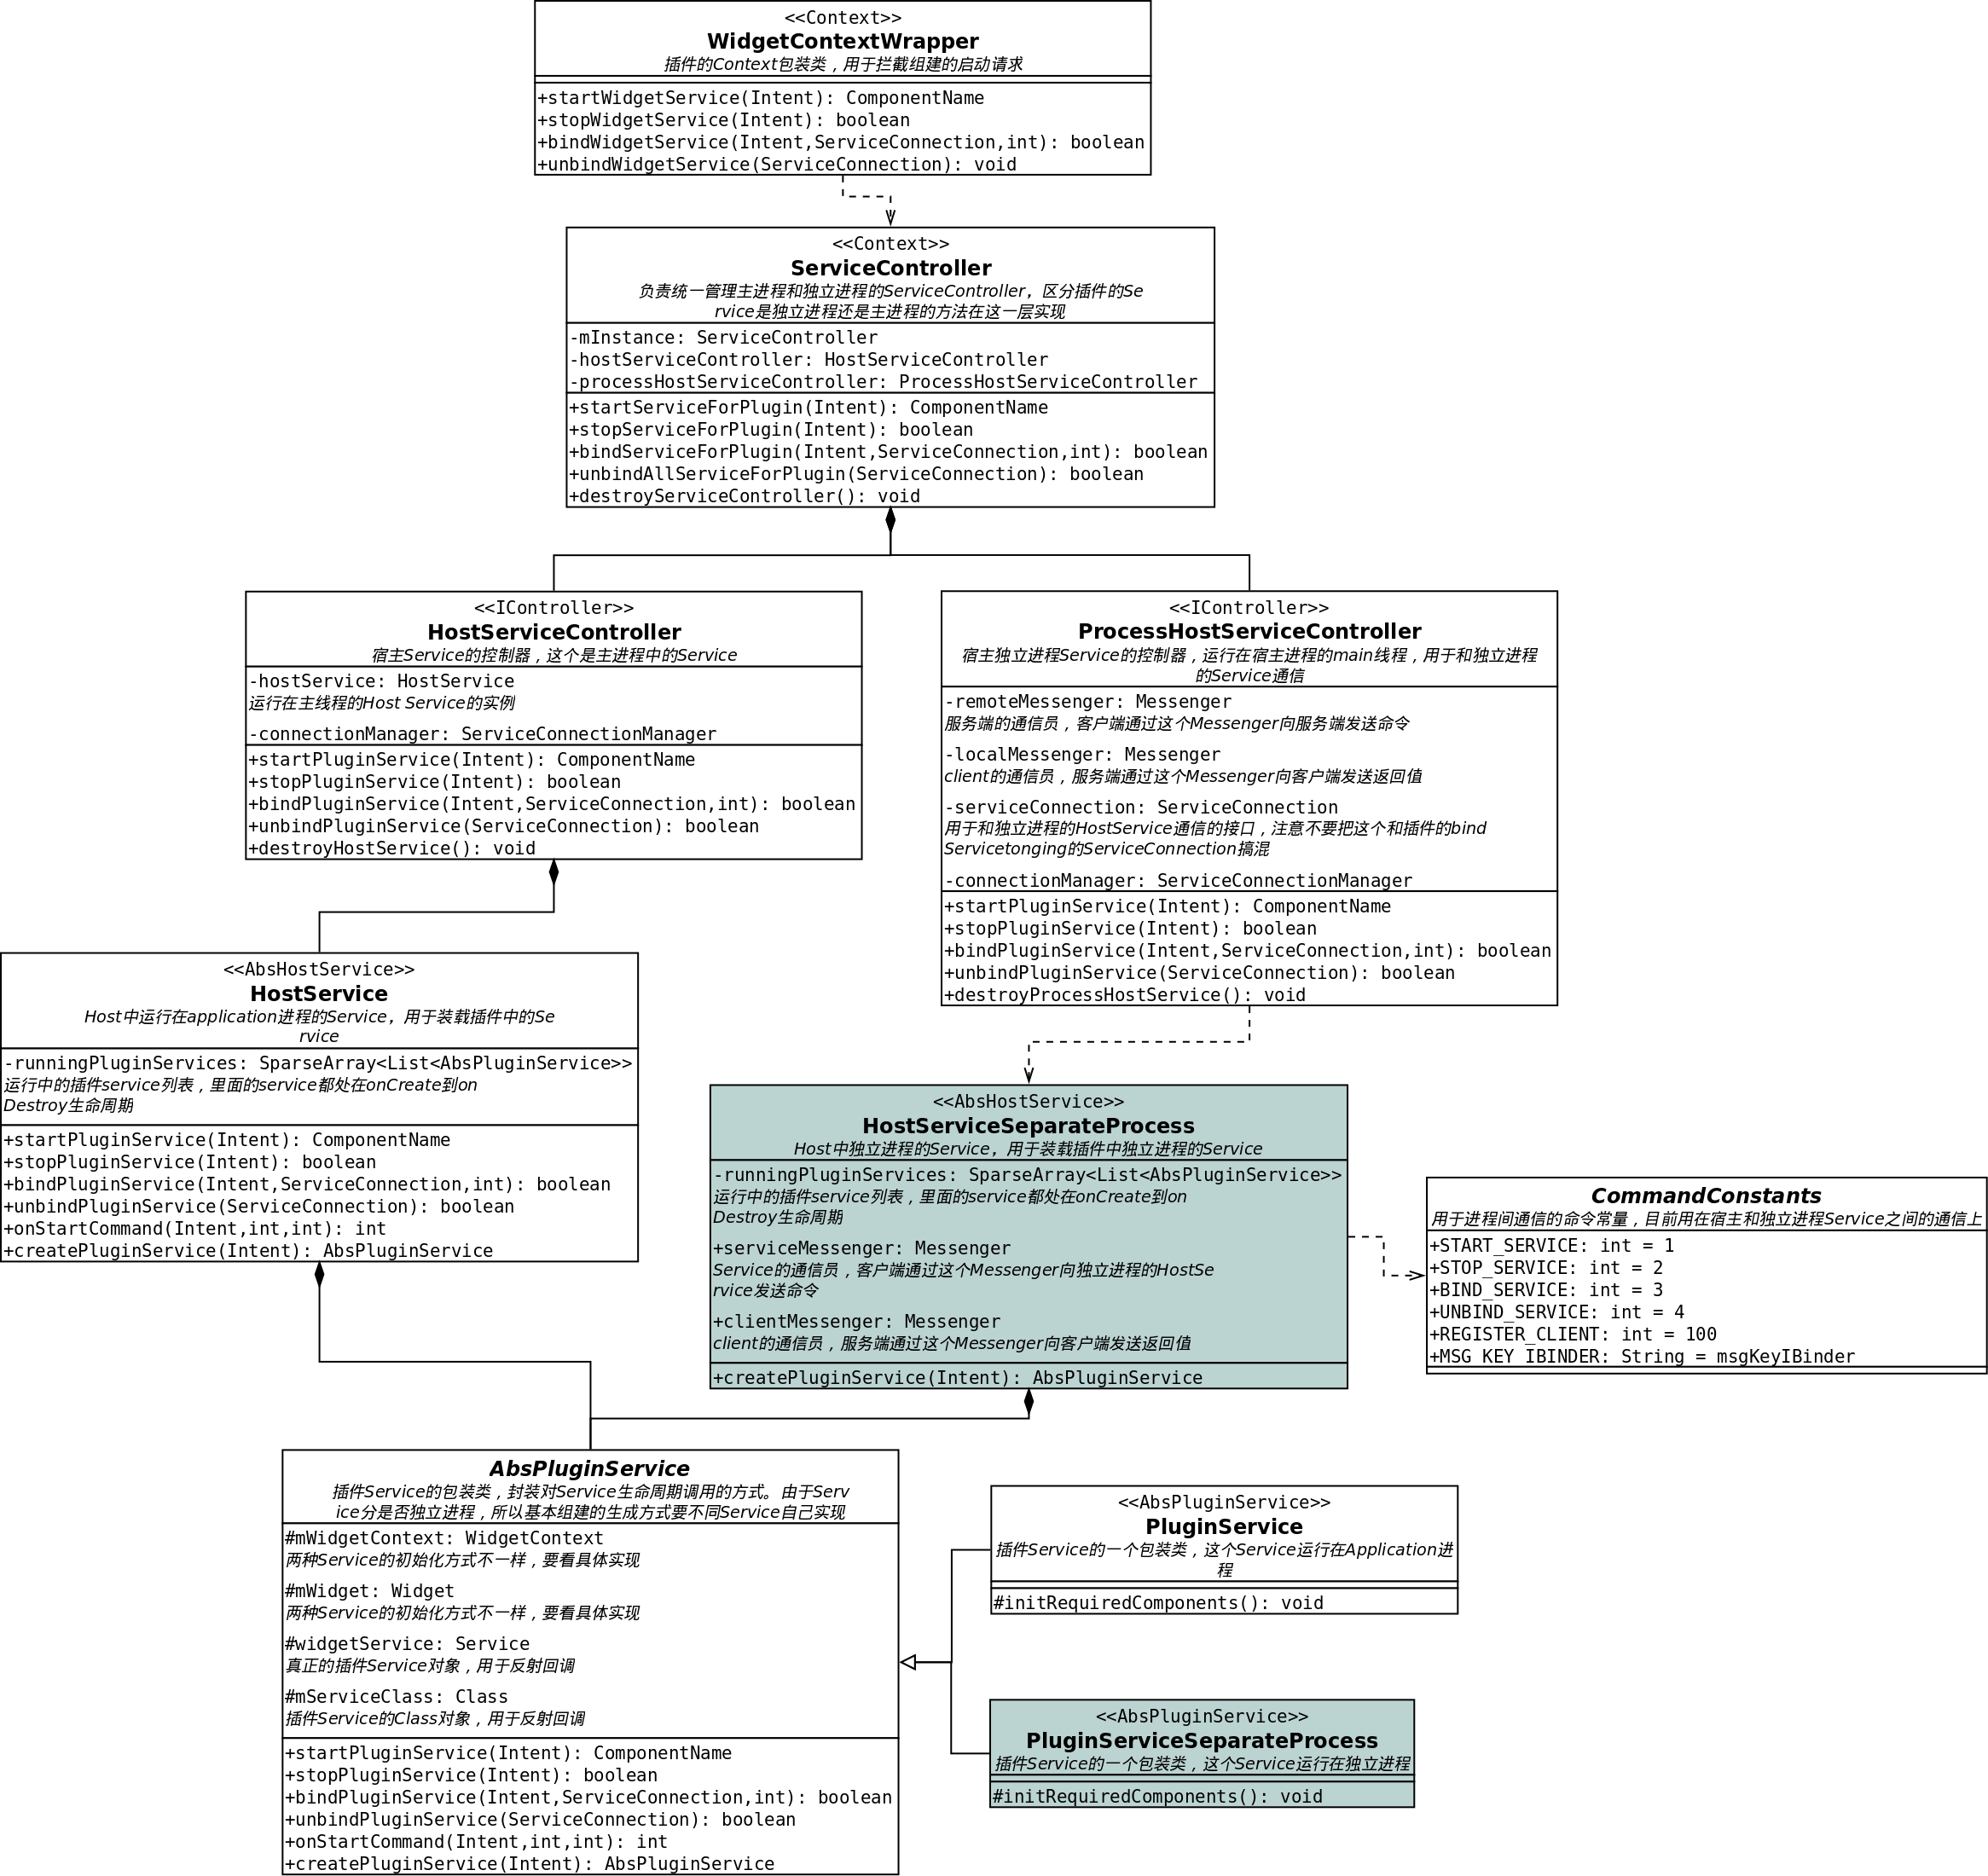 <<Context>>
WidgetContextWrapper
插件的Context包装类，用于拦截组建的启动请求
+startWidgetService(Intent): ComponentName
+stopWidgetService(Intent): boolean
+bindWidgetService(Intent,ServiceConnection,int): boolean
+unbindWidgetService(ServiceConnection): void
<<Context>>
ServiceController
负责统一管理主进程和独立进程的ServiceController，区分插件的Se
rvice是独立进程还是主进程的方法在这一层实现
-mInstance: ServiceController
-hostServiceController: HostServiceController
-processHostServiceController: ProcessHostServiceController
+startServiceForPlugin(Intent): ComponentName
+stopServiceForPlugin(Intent): boolean
+bindServiceForPlugin(Intent,ServiceConnection,int): boolean
+unbindAllServiceForPlugin(ServiceConnection): boolean
+destroyServiceController(): void
<<IController>>
HostServiceController
宿主Service的控制器，这个是主进程中的Service
-hostService: HostService
运行在主线程的Host Service的实例
-connectionManager: ServiceConnectionManager
+startPluginService(Intent): ComponentName
+stopPluginService(Intent): boolean
+bindPluginService(Intent,ServiceConnection,int): boolean
+unbindPluginService(ServiceConnection): boolean
+destroyHostService(): void
<<IController>>
ProcessHostServiceController
宿主独立进程Service的控制器，运行在宿主进程的main线程，用于和独立进程
的Service通信
-remoteMessenger: Messenger
服务端的通信员，客户端通过这个Messenger向服务端发送命令
-localMessenger: Messenger
client的通信员，服务端通过这个Messenger向客户端发送返回值
-serviceConnection: ServiceConnection
用于和独立进程的HostService通信的接口，注意不要把这个和插件的bind
Servicetonging的ServiceConnection搞混
-connectionManager: ServiceConnectionManager
+startPluginService(Intent): ComponentName
+stopPluginService(Intent): boolean
+bindPluginService(Intent,ServiceConnection,int): boolean
+unbindPluginService(ServiceConnection): boolean
+destroyProcessHostService(): void
<<AbsHostService>>
HostService
Host中运行在application进程的Service，用于装载插件中的Se
rvice
-runningPluginServices: SparseArray<List<AbsPluginService>>
运行中的插件service列表，里面的service都处在onCreate到on
Destroy生命周期
+startPluginService(Intent): ComponentName
+stopPluginService(Intent): boolean
+bindPluginService(Intent,ServiceConnection,int): boolean
+unbindPluginService(ServiceConnection): boolean
+onStartCommand(Intent,int,int): int
+createPluginService(Intent): AbsPluginService
<<AbsHostService>>
HostServiceSeparateProcess
Host中独立进程的Service，用于装载插件中独立进程的Service
-runningPluginServices: SparseArray<List<AbsPluginService>>
运行中的插件service列表，里面的service都处在onCreate到on
Destroy生命周期
+serviceMessenger: Messenger
Service的通信员，客户端通过这个Messenger向独立进程的HostSe
rvice发送命令
+clientMessenger: Messenger
client的通信员，服务端通过这个Messenger向客户端发送返回值
+createPluginService(Intent): AbsPluginService
CommandConstants
用于进程间通信的命令常量，目前用在宿主和独立进程Service之间的通信上
+START_SERVICE: int = 1
+STOP_SERVICE: int = 2
+BIND_SERVICE: int = 3
+UNBIND_SERVICE: int = 4
+REGISTER_CLIENT: int = 100
+MSG_KEY_IBINDER: String = msgKeyIBinder
AbsPluginService
插件Service的包装类，封装对Service生命周期调用的方式。由于Serv
ice分是否独立进程，所以基本组建的生成方式要不同Service自己实现
#mWidgetContext: WidgetContext
两种Service的初始化方式不一样，要看具体实现
#mWidget: Widget
两种Service的初始化方式不一样，要看具体实现
#widgetService: Service
真正的插件Service对象，用于反射回调
#mServiceClass: Class
插件Service的Class对象，用于反射回调
+startPluginService(Intent): ComponentName
+stopPluginService(Intent): boolean
+bindPluginService(Intent,ServiceConnection,int): boolean
+unbindPluginService(ServiceConnection): boolean
+onStartCommand(Intent,int,int): int
+createPluginService(Intent): AbsPluginService
<<AbsPluginService>>
PluginService
插件Service的一个包装类，这个Service运行在Application进
程
#initRequiredComponents(): void
<<AbsPluginService>>
PluginServiceSeparateProcess
插件Service的一个包装类，这个Service运行在独立进程
#initRequiredComponents(): void